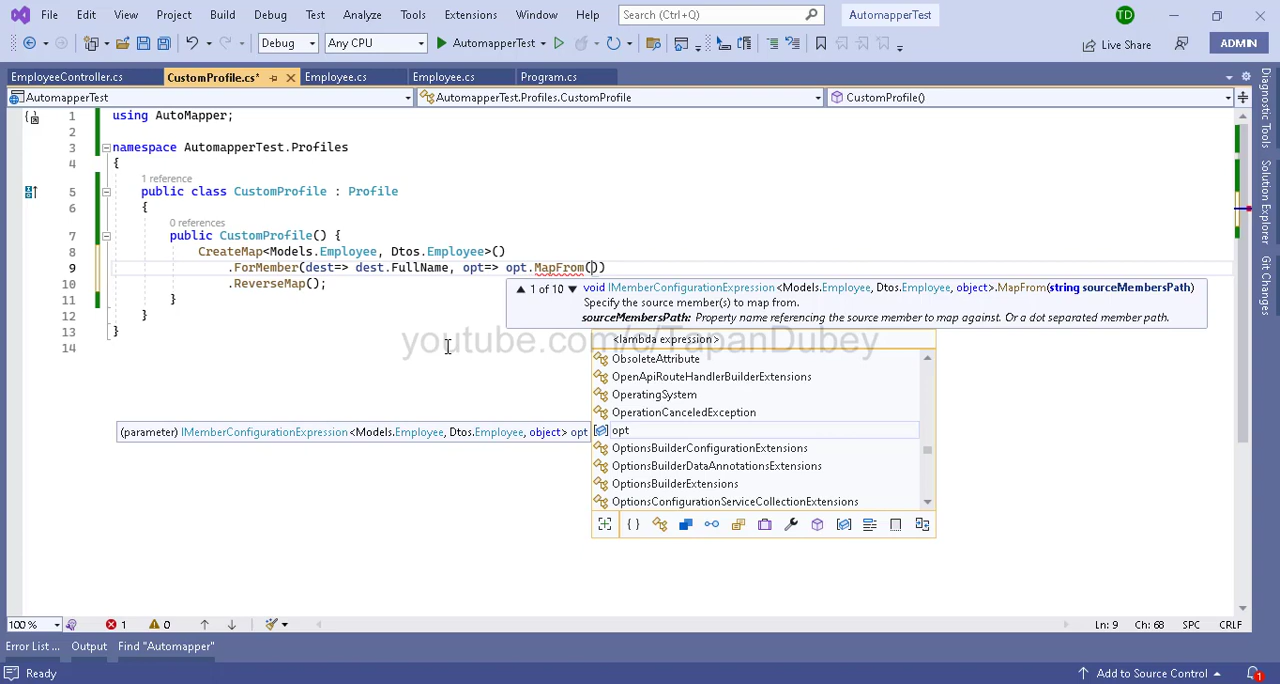 File Edit View Project Build Debug Test Analyze Tools Extensions Window Help Search (Ctrl+Q) AutomapperTest TD
Debug Any CPU AutomapperTest Live Share ADMIN
EmployeeController.cs CustomProfile.cs* Employee.cs Employee.cs Program.cs
AutomapperTest AutomapperTest.Profiles.CustomProfile CustomProfile()
1 using AutoMapper;
2
3 namespace AutomapperTest.Profiles
4 {
1 reference
5 public class CustomProfile : Profile
6 {
0 references
7 public CustomProfile() {
8 CreateMap<Models.Employee, Dtos.Employee>()
9 .ForMember(dest=> dest.FullName, opt=> opt.MapFrom())
10 .ReverseMap();
11 }
12 }
13 }
14
1 of 10 void IMemberConfigurationExpression<Models.Employee, Dtos.Employee, object>.MapFrom(string sourceMembersPath)
Specify the source member(s) to map from.
sourceMembersPath: Property name referencing the source member to map against. Or a dot separated member path.
youtube.com/c/TapanDubey
<lambda expression>
ObsoleteAttribute
OpenApiRouteHandlerBuilderExtensions
OperatingSystem
OperationCanceledException
opt
OptionsBuilderConfigurationExtensions
OptionsBuilderDataAnnotationsExtensions
OptionsBuilderExtensions
OptionsConfigurationServiceCollectionExtensions
(parameter) IMemberConfigurationExpression<Models.Employee, Dtos.Employee, object> opt
Diagnostic Tools
Solution Explorer
Git Changes
100 % 1 0 Ln: 9 Ch: 68 SPC CRLF
Error List ... Output Find "Automapper"
Ready Add to Source Control 1